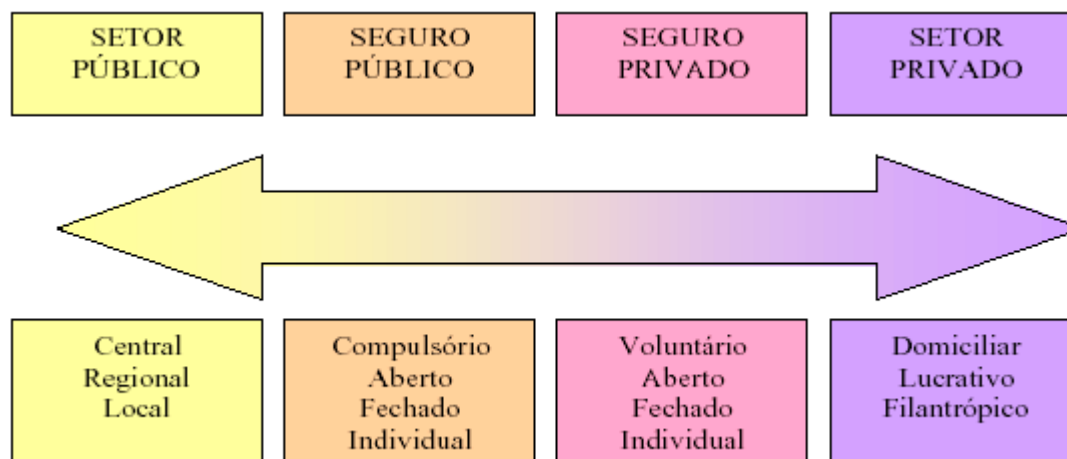 SETOR
PÚBLICO
SEGURO
PÚBLICO
SEGURO
PRIVADO
SETOR
PRIVADO
Central
Regional
Local
Compulsório
Aberto
Fechado
Individual
Voluntário
Aberto
Fechado
Individual
Domiciliar
Lucrativo
Filantrópico